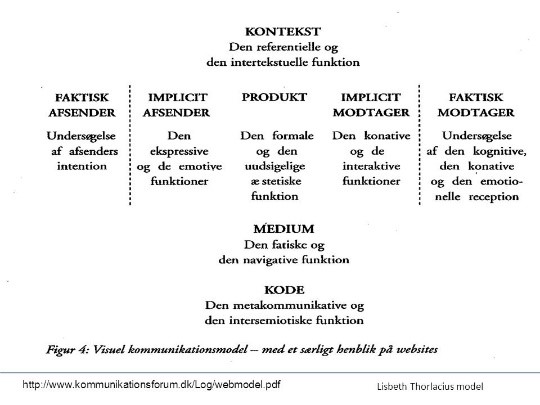 KONTEKST
Den referentielle og
den intertekstuelle funktion
FAKTISK
AFSENDER
Undersøgelse
af afsenders
intention
IMPLICIT
AFSENDER
Den
ekspressive
og de emotive
funktioner
PRODUKT
Den formale
og den
uudsigelige
æstetiske
funktion
IMPLICIT
MODTAGER
Den konative
og de
interaktive
funktioner
FAKTISK
MODTAGER
Undersøgelse
af den kognitive,
den konative
og den emotio-
nelle reception
MEDIUM
Den fatiske og
den navigative funktion
KODE
Den metakommunikative og
den intersemiotiske funktion
Figur 4: Visuel kommunikationsmodel – med et særligt henblik på websites
http://www.kommunikationsforum.dk/Log/webmodel.pdf
Lisbeth Thorlacius model